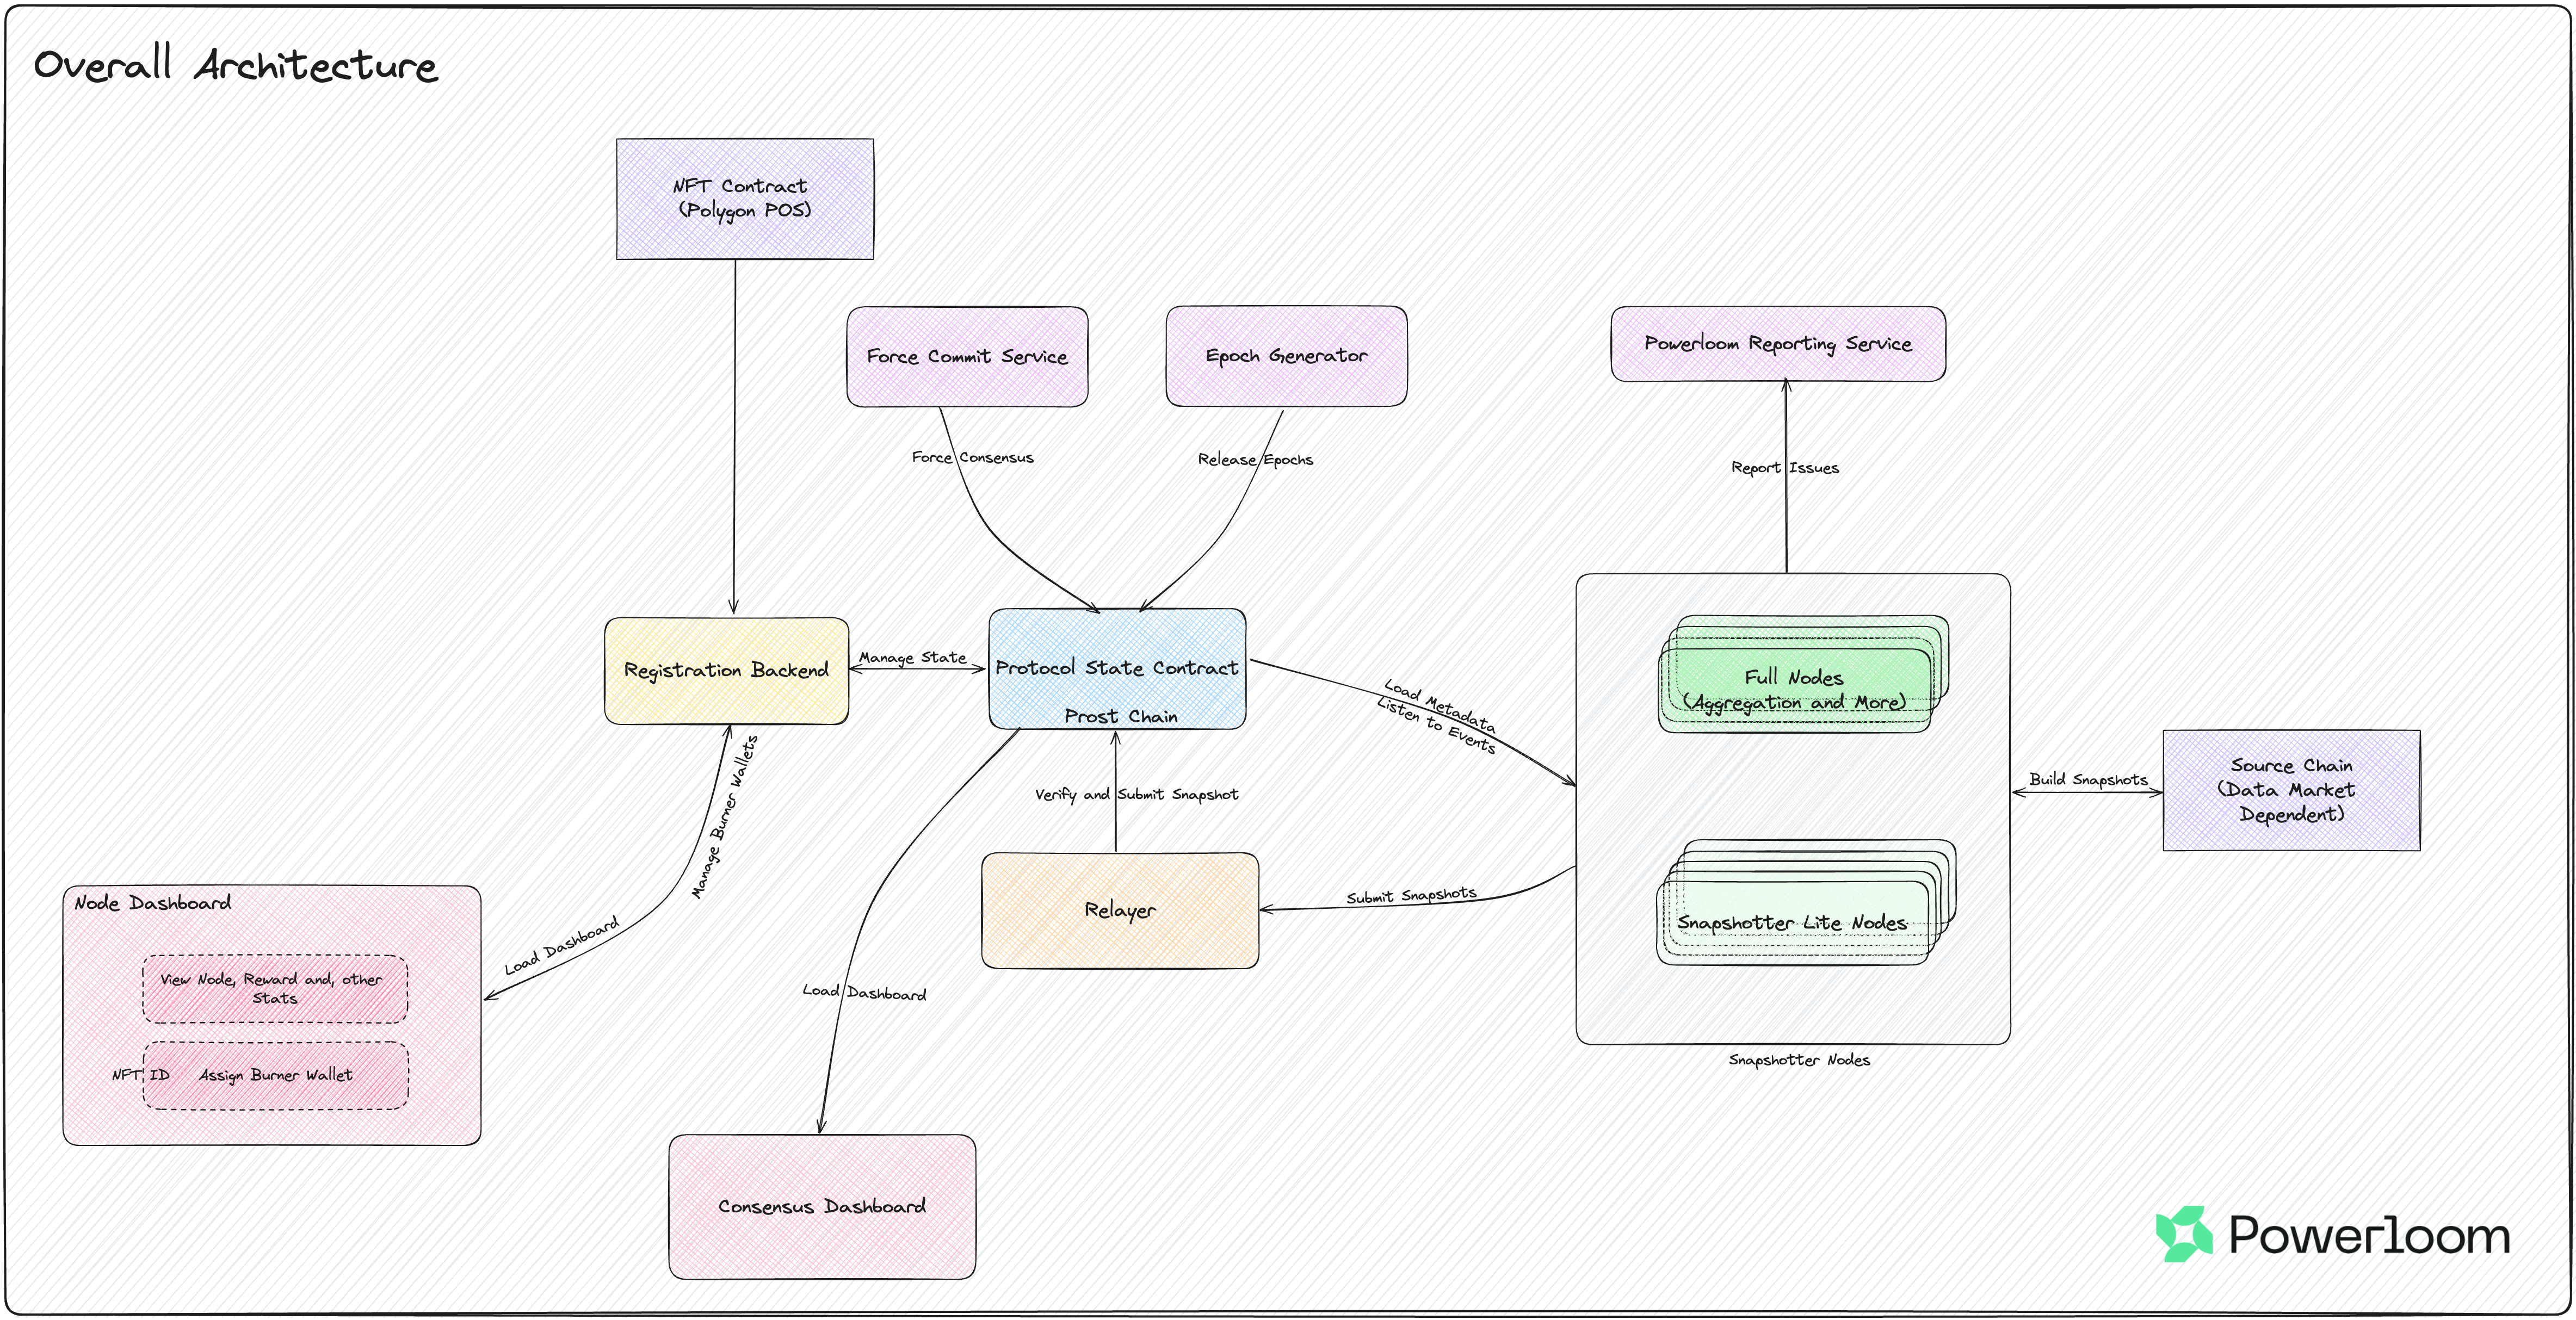 Overall Architecture
NFT Contract
(Polygon POS)
Force Commit Service
Epoch Generator
Powerloom Reporting Service
Force Consensus
Release Epochs
Report Issues
Registration Backend
Manage State
Protocol State Contract
Prost Chain
Load Metadata
Listen to Events
Full Nodes
(Aggregation and More)
Source Chain
(Data Market
Dependent)
Build Snapshots
Manage Burner Wallets
Verify and Submit Snapshot
Relayer
Submit Snapshots
Snapshotter Lite Nodes
Snapshotter Nodes
Node Dashboard
Load Dashboard
View Node, Reward and, other
Stats
NFT ID
Assign Burner Wallet
Load Dashboard
Consensus Dashboard
Powerloom